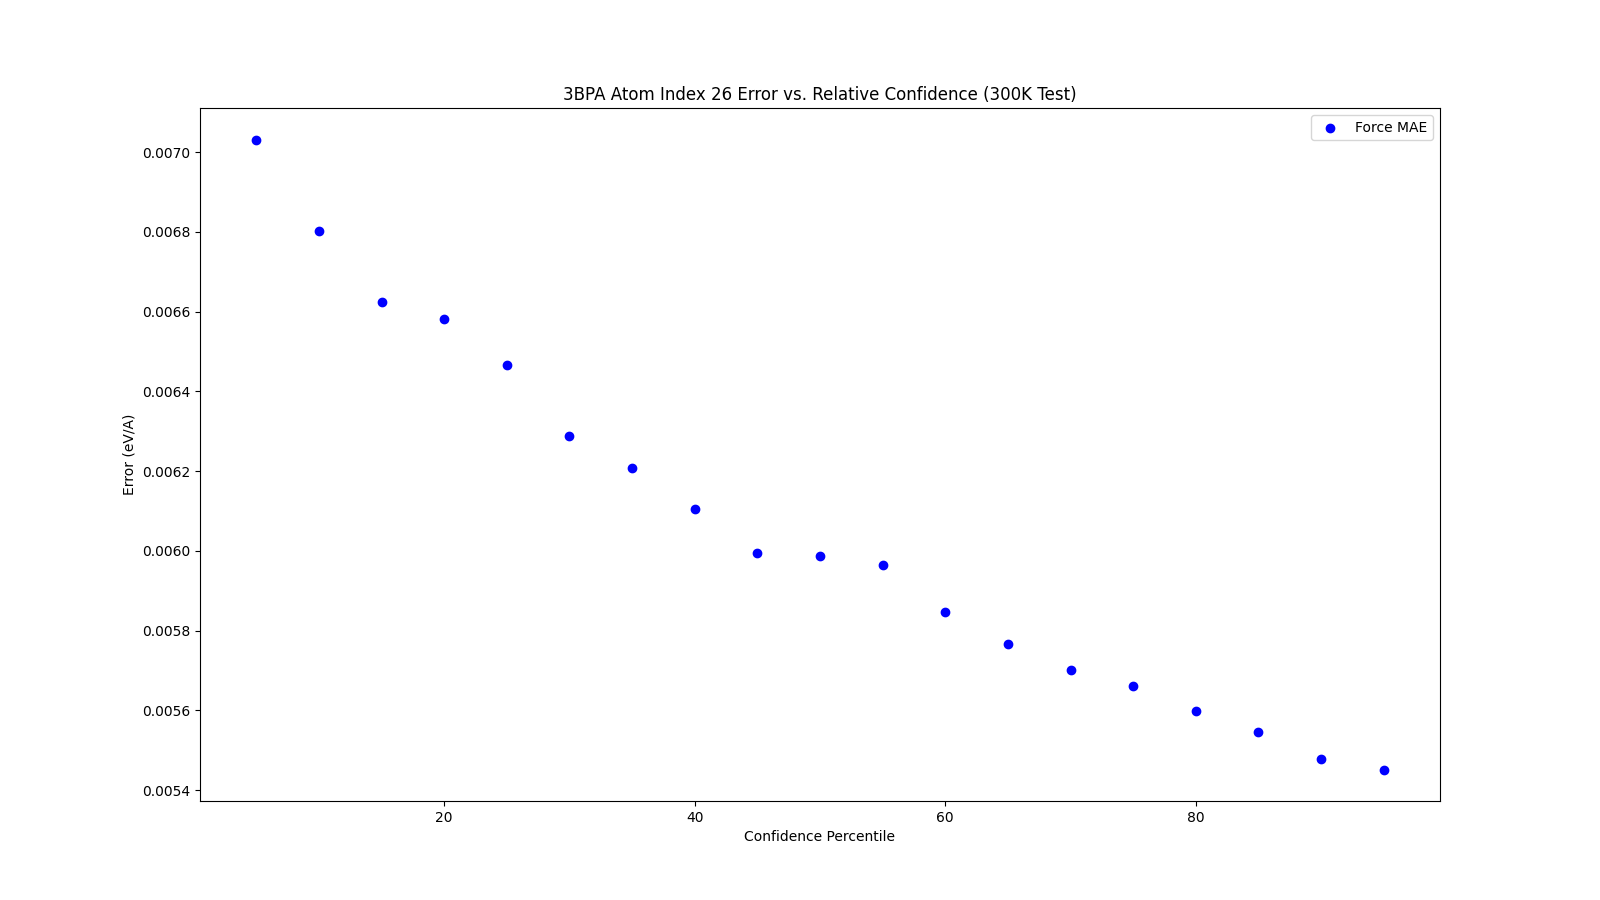 3BPA Atom Index 26 Error vs. Relative Confidence (300K Test)
Force MAE
0.0070
0.0068
0.0066
0.0064
0.0062
0.0060
0.0058
0.0056
0.0054
Error (eV/A)
20 40 60 80
Confidence Percentile